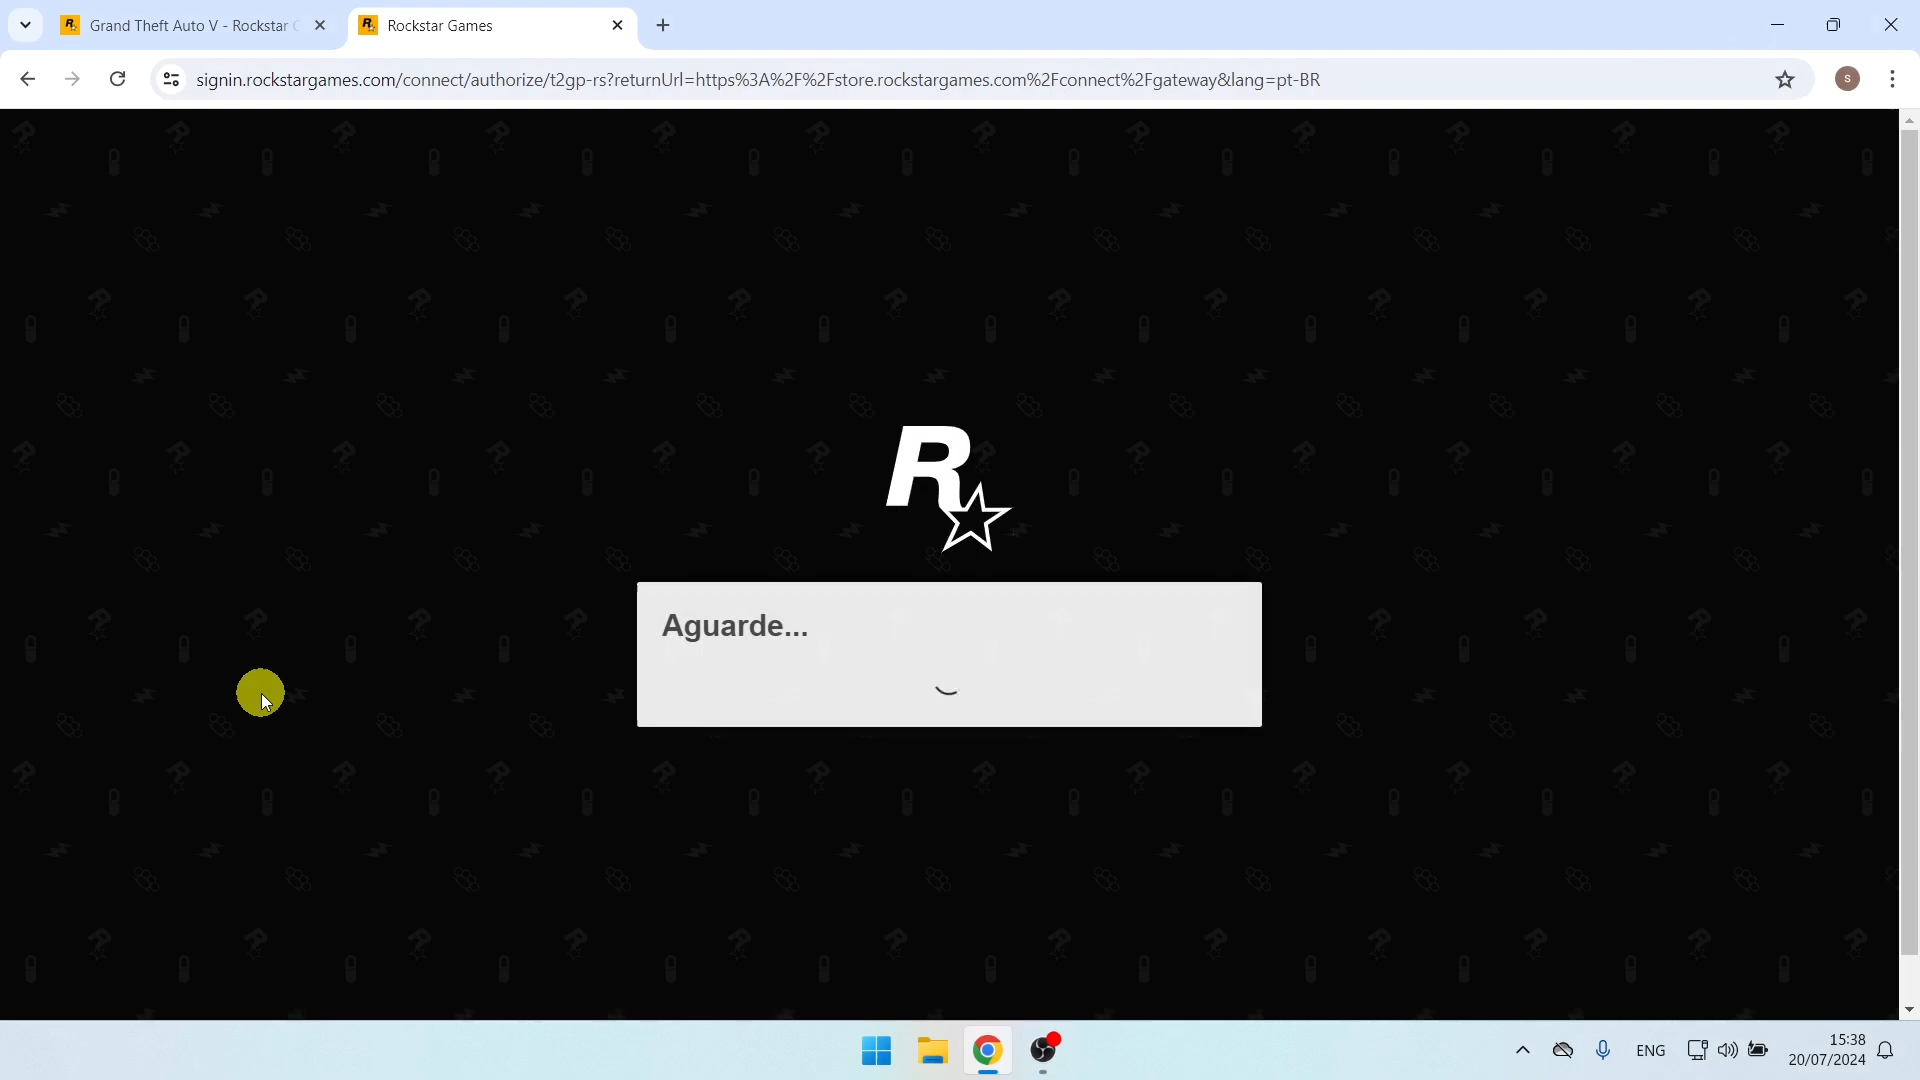 Grand Theft Auto V - Rockstar G
Rockstar Games
signin.rockstargames.com/connect/authorize/t2gp-rs?returnUrl=https%3A%2F%2Fstore.rockstargames.com%2Fconnect%2Fgateway&lang=pt-BR
S
R
Aguarde...
ENG
15:38
20/07/2024